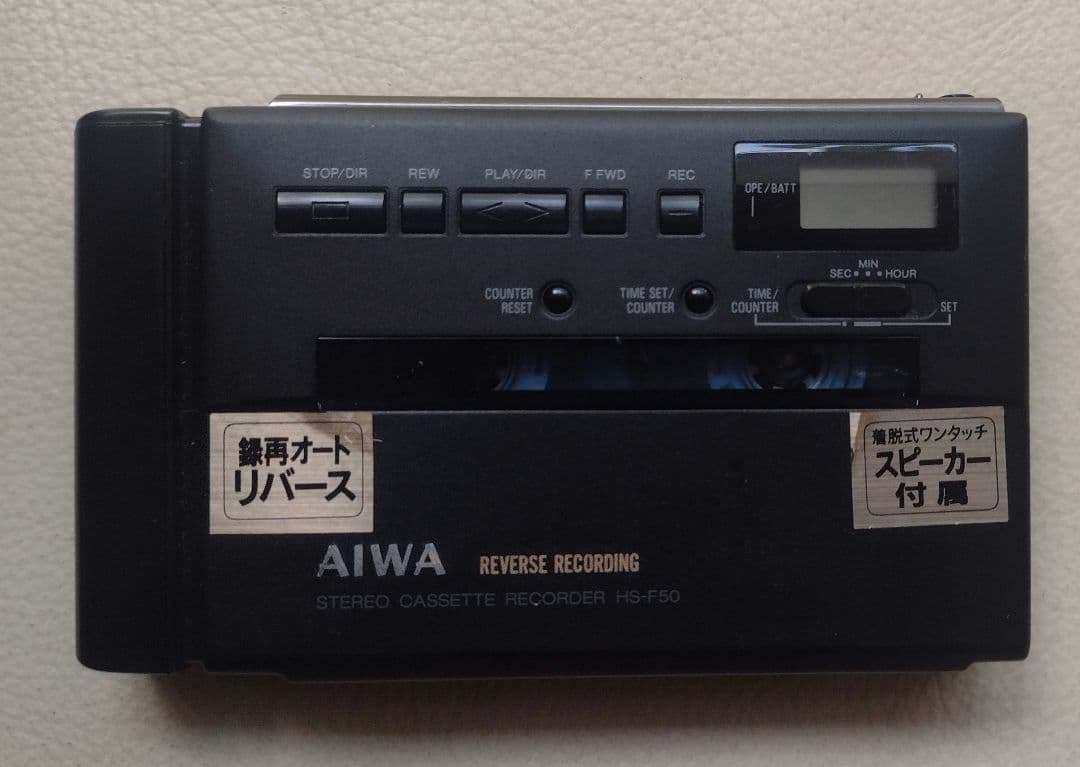 STOP/DIR REW PLAY/DIR F FWD REC
OPE/BATT
MIN
SEC HOUR
COUNTER
RESET
TIME SET/
COUNTER
TIME/
COUNTER
SET
録再オート
リバース
着脱式ワンタッチ
スピーカー
付属
AIWA REVERSE RECORDING
STEREO CASSETTE RECORDER HS-F50